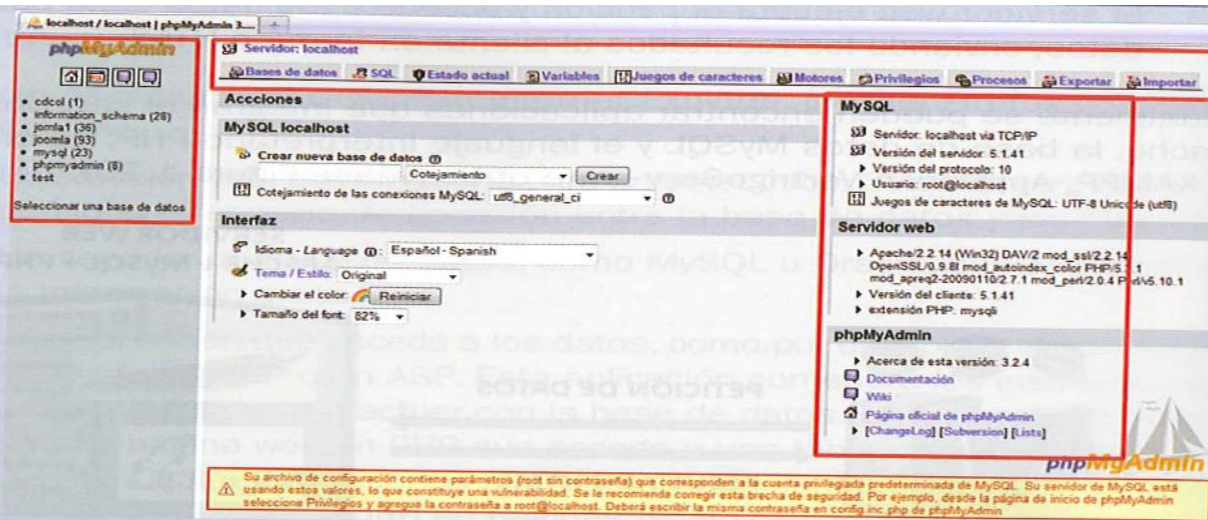 localhost / localhost | phpMyAdmin 3....
phpMyAdmin
cdcol (1)
information_schema (28)
jomla1 (36)
joomla (93)
mysql (23)
phpmyadmin (8)
test
Seleccionar una base de datos
Servidor: localhost
Bases de datos SQL Estado actual Variables Juegos de caracteres Motores Privilegios Procesos Exportar Importar
Accciones
MySQL localhost
Crear nueva base de datos
Cotejamiento Crear
Cotejamiento de las conexiones MySQL: utf8_general_ci
Interfaz
Idioma - Language : Español - Spanish
Tema / Estilo: Original
Cambiar el color: Reiniciar
Tamaño del font: 82%
MySQL
Servidor: localhost via TCP/IP
Versión del servidor: 5.1.41
Versión del protocolo: 10
Usuario: root@localhost
Juegos de caracteres de MySQL: UTF-8 Unicode (utf8)
Servidor web
Apache/2.2.14 (Win32) DAV/2 mod_ssl/2.2.14
OpenSSL/0.9.8l mod_autoindex_color
mod_apreq2-20090110/2.7.1 mod_perl/2.0.4
Versión del cliente: 5.1.41
extensión PHP: mysqli
phpMyAdmin
Acerca de esta versión: 3.2.4
Documentación
Wiki
Página oficial de phpMyAdmin
[ChangeLog] [Subversion] [Lists]
phpMyAdmin
Su archivo de configuración contiene parámetros (root sin contraseña) que corresponden a la cuenta privilegiada predeterminada de MySQL. Su servidor de MySQL está
usando estos valores, lo que constituye una vulnerabilidad. Se le recomienda corregir esta brecha de seguridad. Por ejemplo, desde la página de inicio de phpMyAdmin
seleccione Privilegios y agregue la contraseña a root@localhost. Deberá escribir la misma contraseña en config.inc.php de phpMyAdmin